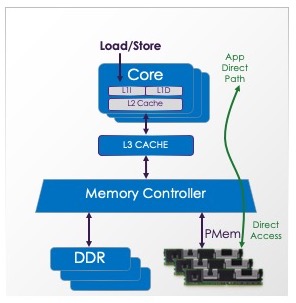 Load/Store
App
Direct
Path
Core
L1I
L1D
L2 Cache
L3 CACHE
Memory Controller
PMem
Direct
Access
DDR